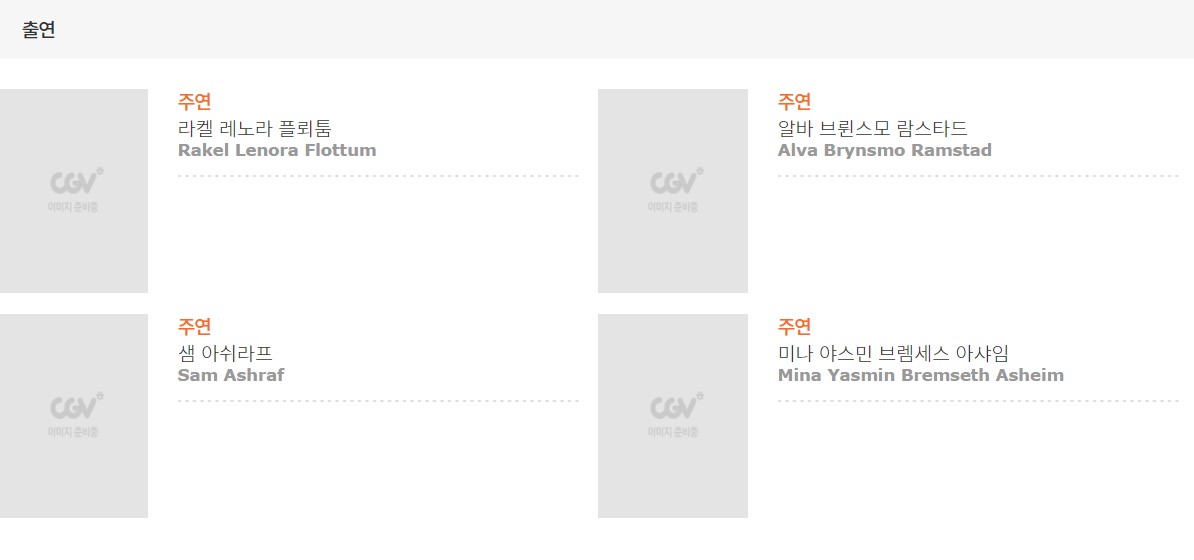 출연
주연
라켈 레노라 플뢰툼
Rakel Lenora Flottum
CGV
이미지 준비중
주연
알바 브륀스모 람스타드
Alva Brynsmo Ramstad
CGV
이미지 준비중
주연
샘 아쉬라프
Sam Ashraf
CGV
이미지 준비중
주연
미나 야스민 브렘세스 아샤임
Mina Yasmin Bremseth Asheim
CGV
이미지 준비중